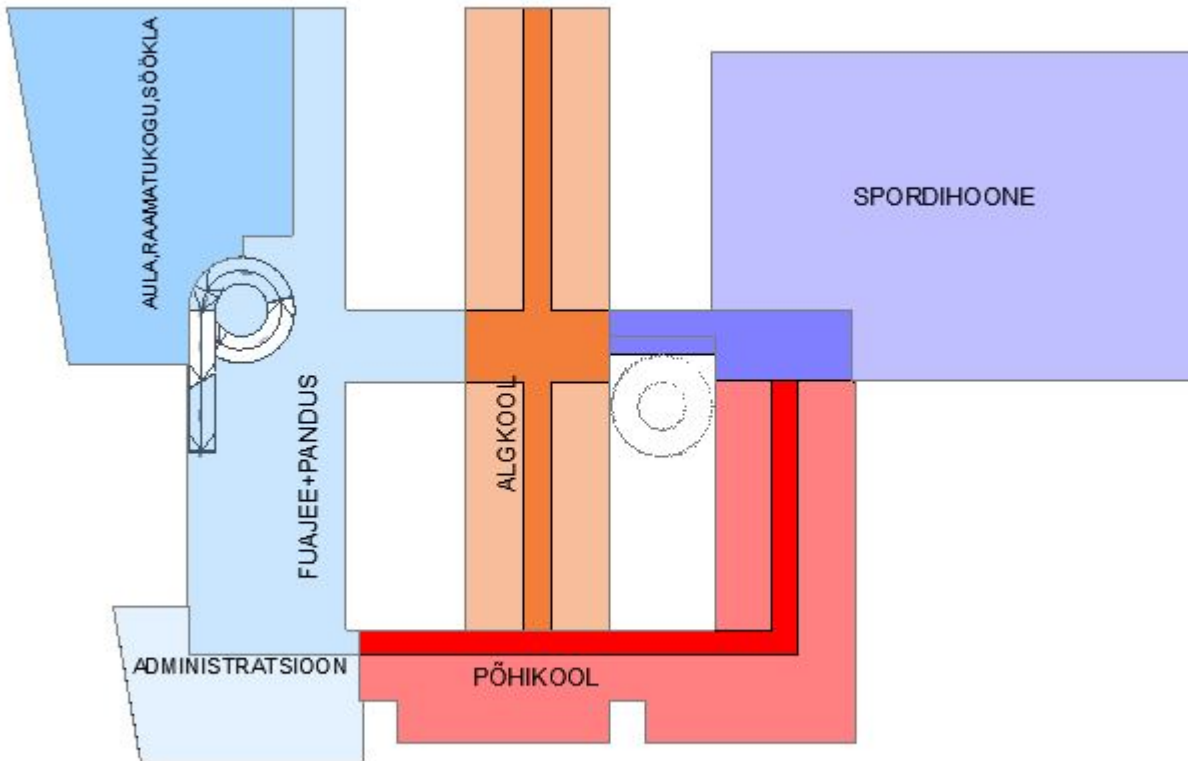 AULA,RAAMATUKOGU,SÖÖKLA
SPORDIHOONE
FUAJEE+PANDUS
ALGKOOL
ADMINISTRATSIOON
PÕHIKOOL